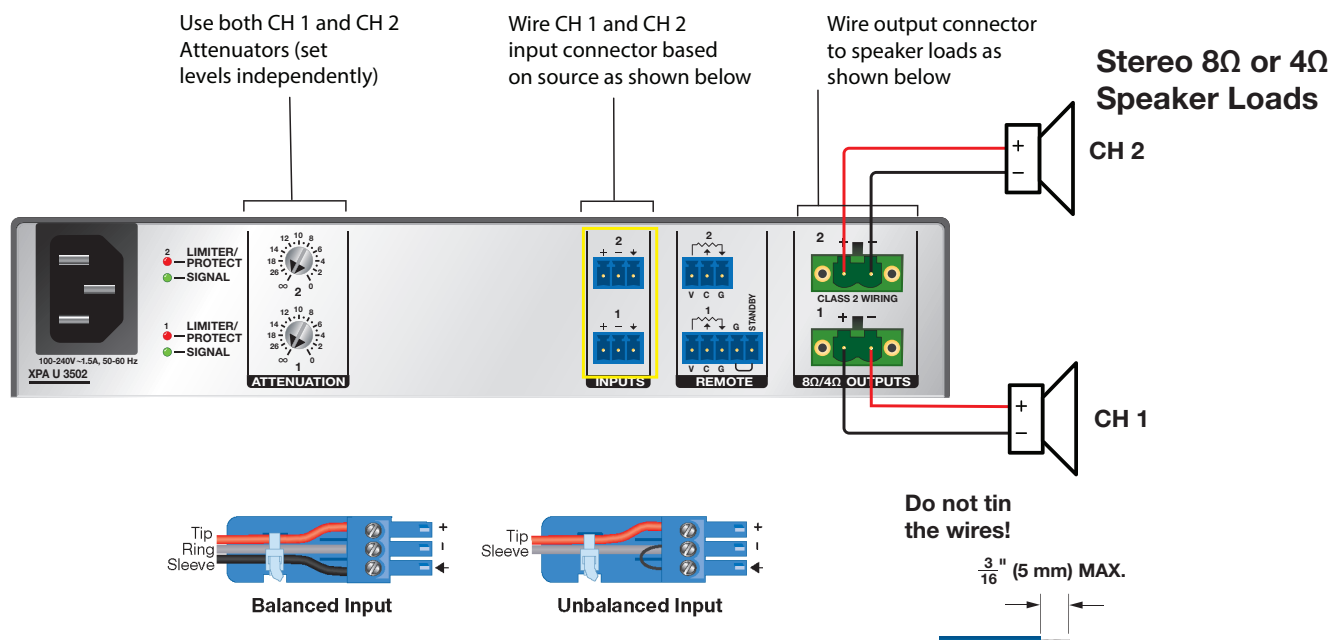 Use both CH 1 and CH 2
Attenuators (set
levels independently)
Wire CH 1 and CH 2
input connector based
on source as shown below
Wire output connector
to speaker loads as
shown below
Stereo 8Ω or 4Ω
Speaker Loads
+
−
CH 2
2 LIMITER/
PROTECT
SIGNAL
1 LIMITER/
PROTECT
SIGNAL
100-240V ~1.5A, 50-60 Hz
XPA U 3502
∞ 26 18 14 12 10 8 6 4 2 0
2
∞ 26 18 14 12 10 8 6 4 2 0
1
ATTENUATION
2
+ −
1
+ −
INPUTS
2
V C G
1
G
STANDBY
V C G
REMOTE
2 + −
CLASS 2 WIRING
1 + −
8Ω/4Ω OUTPUTS
+
−
CH 1
Tip
Ring
Sleeve
+
−
Balanced Input
Tip
Sleeve
+
−
Unbalanced Input
Do not tin
the wires!
3/16" (5 mm) MAX.